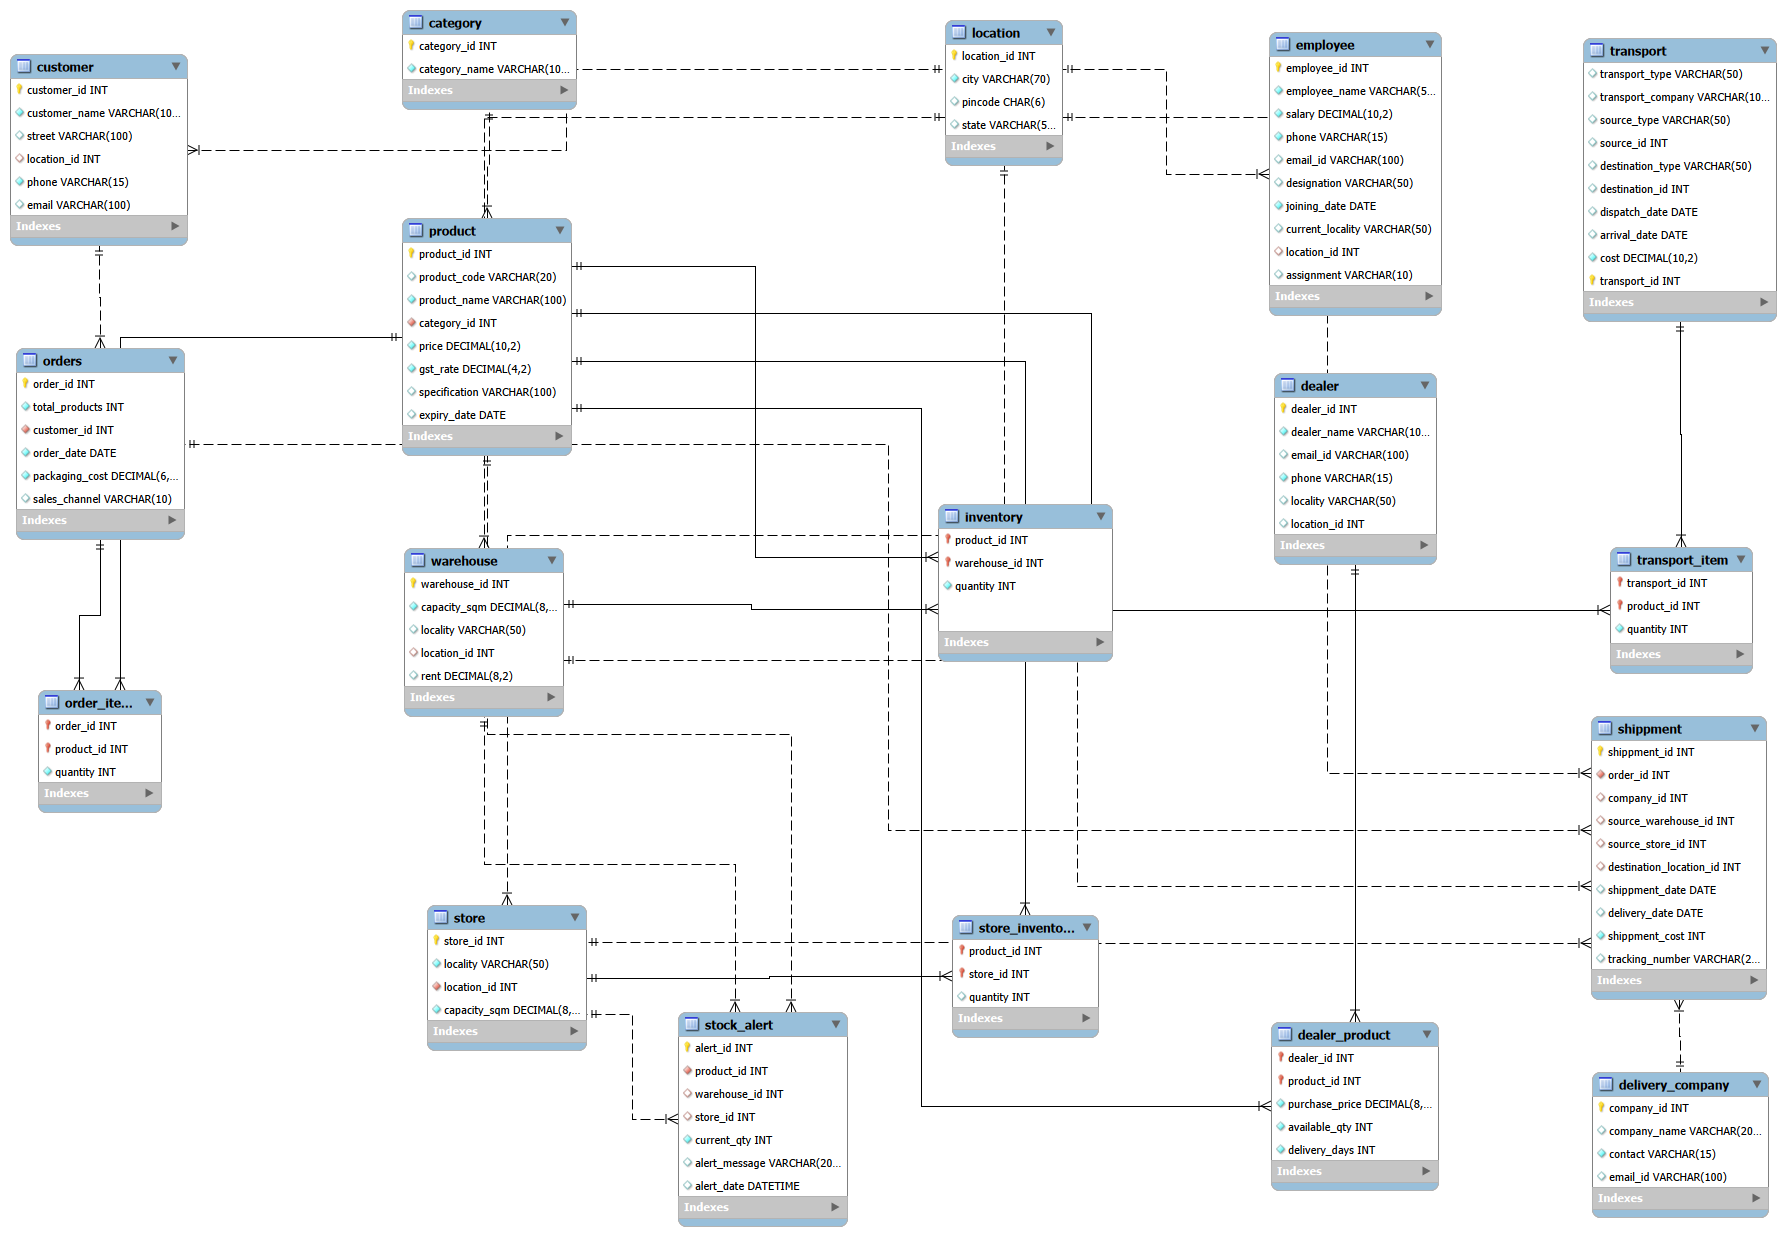 category
category_id INT
category_name VARCHAR(10...
Indexes
location
location_id INT
city VARCHAR(70)
pincode CHAR(6)
state VARCHAR(5...
Indexes
employee
employee_id INT
employee_name VARCHAR(5...
salary DECIMAL(10,2)
phone VARCHAR(15)
email_id VARCHAR(100)
designation VARCHAR(50)
joining_date DATE
current_locality VARCHAR(50)
location_id INT
assignment VARCHAR(10)
Indexes
transport
transport_type VARCHAR(50)
transport_company VARCHAR(10...
source_type VARCHAR(50)
source_id INT
destination_type VARCHAR(50)
destination_id INT
dispatch_date DATE
arrival_date DATE
cost DECIMAL(10,2)
transport_id INT
Indexes
customer
customer_id INT
customer_name VARCHAR(10...
street VARCHAR(100)
location_id INT
phone VARCHAR(15)
email VARCHAR(100)
Indexes
product
product_id INT
product_code VARCHAR(20)
product_name VARCHAR(100)
category_id INT
price DECIMAL(10,2)
gst_rate DECIMAL(4,2)
specification VARCHAR(100)
expiry_date DATE
Indexes
orders
order_id INT
total_products INT
customer_id INT
order_date DATE
packaging_cost DECIMAL(6,...
sales_channel VARCHAR(10)
Indexes
dealer
dealer_id INT
dealer_name VARCHAR(10...
email_id VARCHAR(100)
phone VARCHAR(15)
locality VARCHAR(50)
location_id INT
Indexes
inventory
product_id INT
warehouse_id INT
quantity INT
Indexes
warehouse
warehouse_id INT
capacity_sqm DECIMAL(8,...
locality VARCHAR(50)
location_id INT
rent DECIMAL(8,2)
Indexes
transport_item
transport_id INT
product_id INT
quantity INT
Indexes
order_ite...
order_id INT
product_id INT
quantity INT
Indexes
shippment
shippment_id INT
order_id INT
company_id INT
source_warehouse_id INT
source_store_id INT
destination_location_id INT
shippment_date DATE
delivery_date DATE
shippment_cost INT
tracking_number VARCHAR(2...
Indexes
store
store_id INT
locality VARCHAR(50)
location_id INT
capacity_sqm DECIMAL(8,...
Indexes
store_invento...
product_id INT
store_id INT
quantity INT
Indexes
stock_alert
alert_id INT
product_id INT
warehouse_id INT
store_id INT
current_qty INT
alert_message VARCHAR(20...
alert_date DATETIME
Indexes
dealer_product
dealer_id INT
product_id INT
purchase_price DECIMAL(8,...
available_qty INT
delivery_days INT
Indexes
delivery_company
company_id INT
company_name VARCHAR(20...
contact VARCHAR(15)
email_id VARCHAR(100)
Indexes